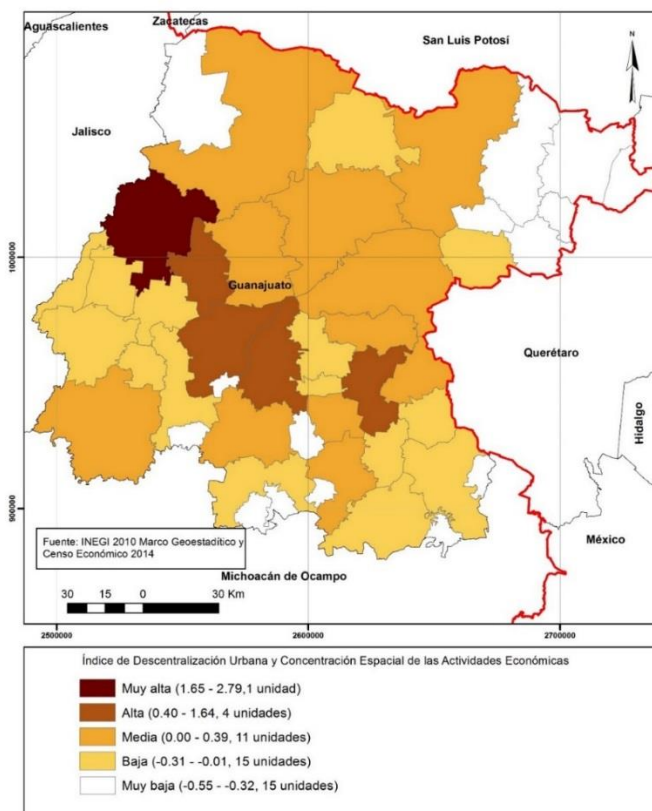 Aguascalientes
Zacatecas
San Luis Potosí
N
Jalisco
1000000
Guanajuato
Querétaro
Hidalgo
900000
Fuente: INEGI 2010 Marco Geoestadítico y
Censo Económico 2014
México
Michoacán de Ocampo
30 15 0 30 Km
2500000 2600000 2700000
Índice de Descentralización Urbana y Concentración Espacial de las Actividades Económicas
Muy alta (1.65 - 2.79,1 unidad)
Alta (0.40 - 1.64, 4 unidades)
Media (0.00 - 0.39, 11 unidades)
Baja (-0.31 - -0.01, 15 unidades)
Muy baja (-0.55 - -0.32, 15 unidades)